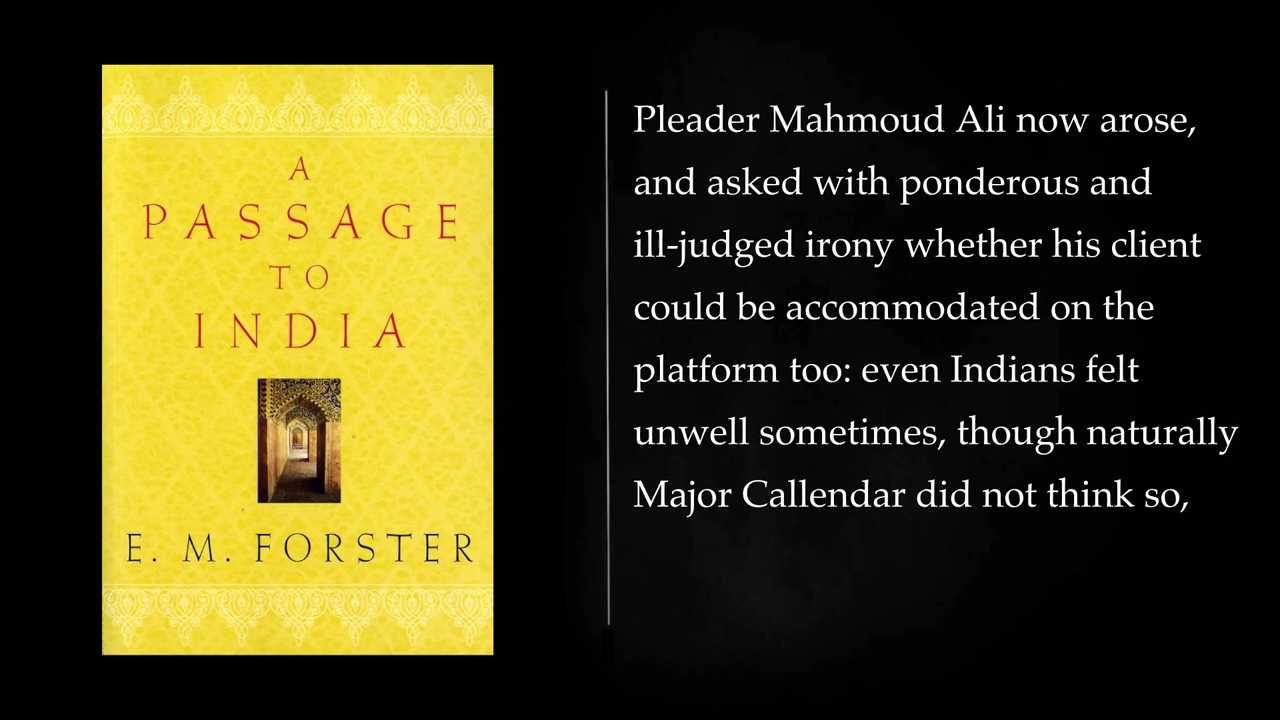 A
PASSAGE
TO
INDIA
E. M. FORSTER
Pleader Mahmoud Ali now arose,
and asked with ponderous and
ill-judged irony whether his client
could be accommodated on the
platform too: even Indians felt
unwell sometimes, though naturally
Major Callendar did not think so,